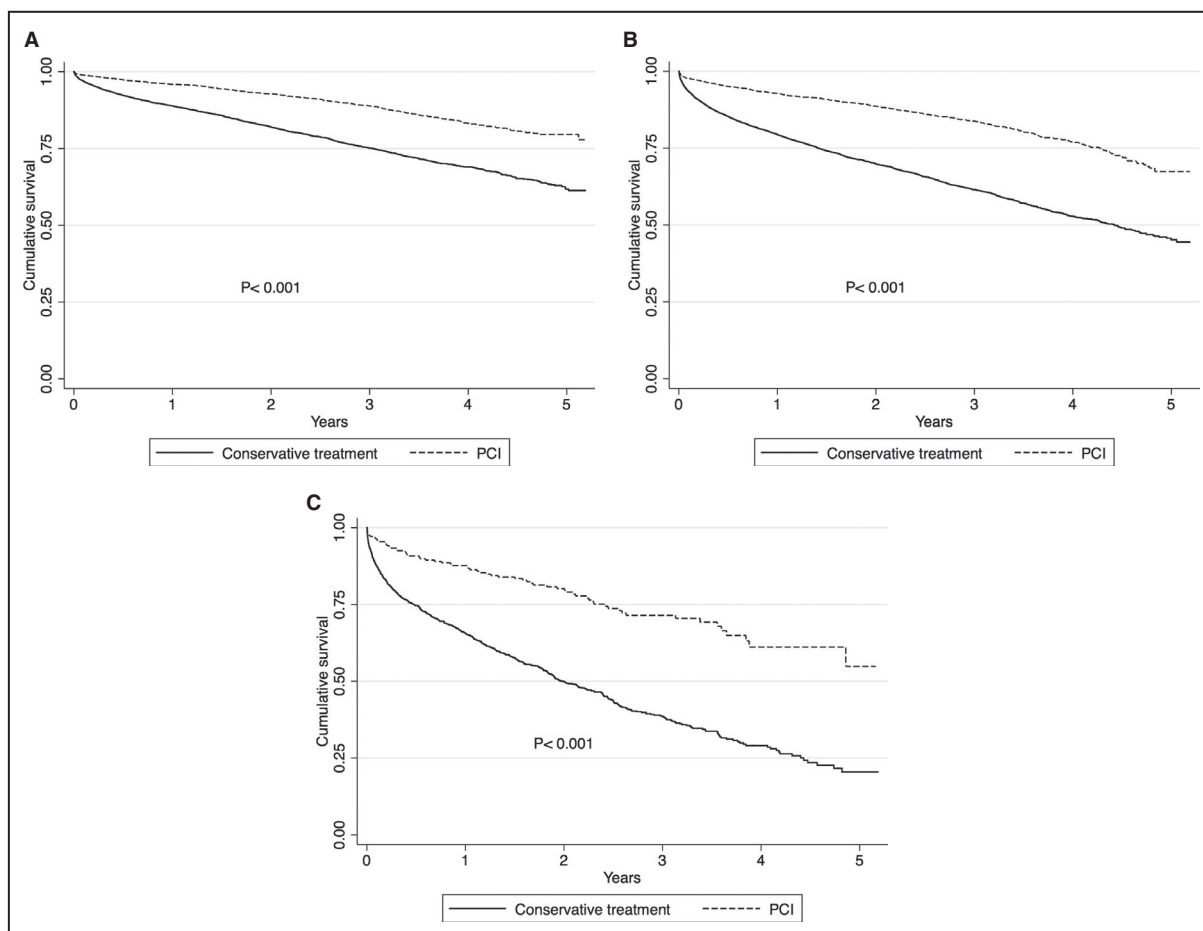 A
Cumulative survival
1.00
0.75
0.50
0.25
0.00
P< 0.001
0 1 2 3 4 5
Years
Conservative treatment PCI
B
Cumulative survival
1.00
0.75
0.50
0.25
0.00
P< 0.001
0 1 2 3 4 5
Years
Conservative treatment PCI
C
Cumulative survival
1.00
0.75
0.50
0.25
0.00
P< 0.001
0 1 2 3 4 5
Years
Conservative treatment PCI